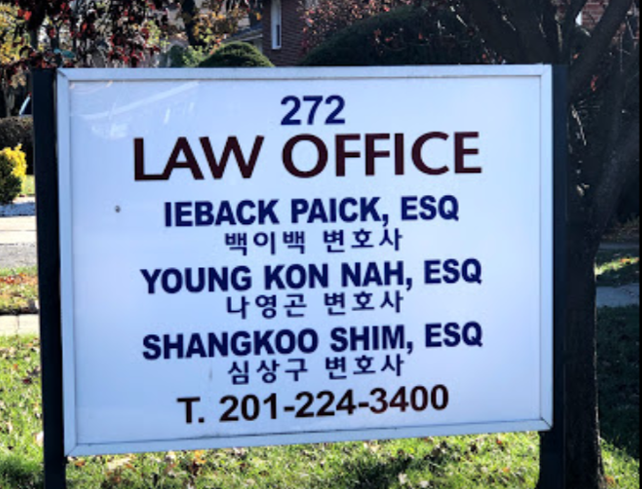 272
LAW OFFICE
IEBACK PAICK, ESQ
백이백 변호사
YOUNG KON NAH, ESQ
나영곤 변호사
SHANGKOO SHIM, ESQ
심상구 변호사
T. 201-224-3400